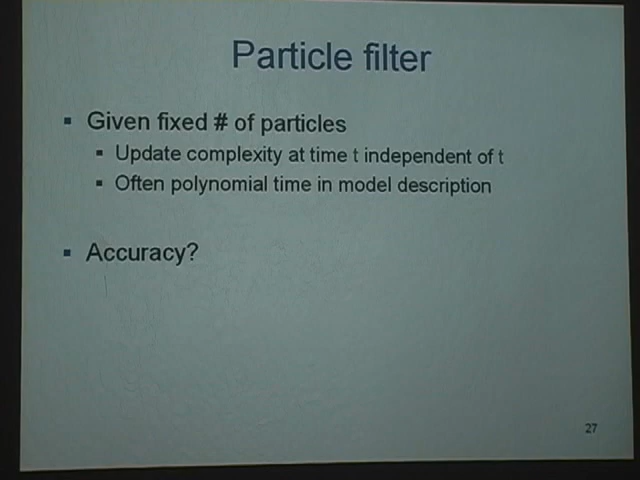 Particle filter
▪ Given fixed # of particles
▪ Update complexity at time t independent of t
▪ Often polynomial time in model description
▪ Accuracy?
27